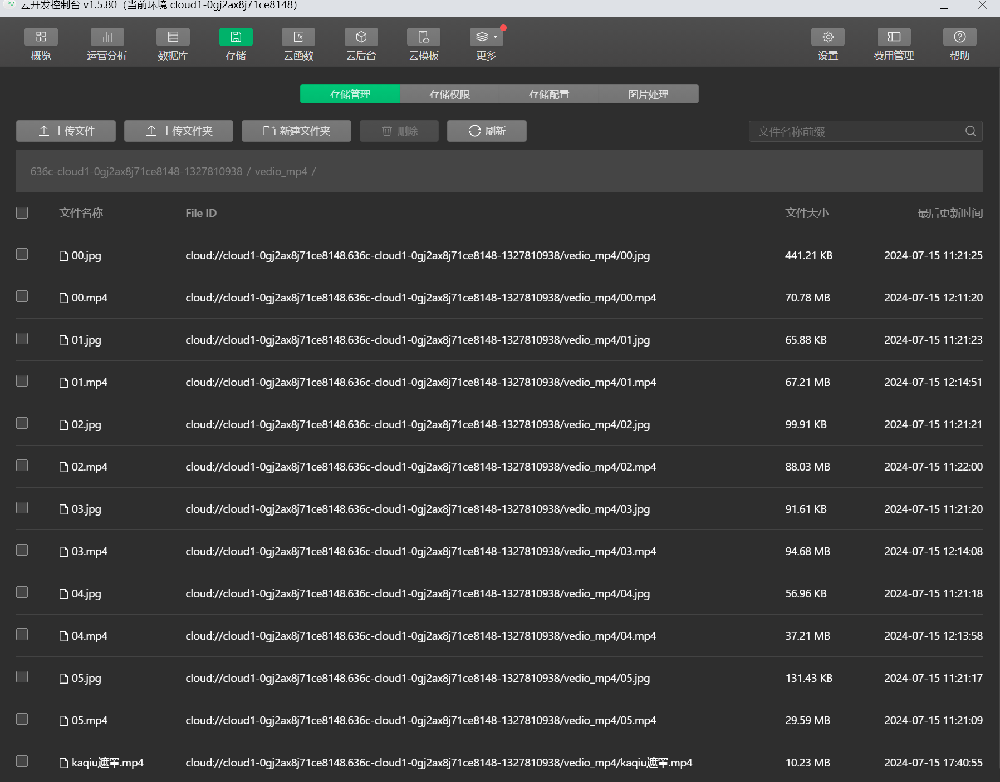 云开发控制台 v1.5.80（当前环境 cloud1-0gj2ax8j71ce8148）
概览 运营分析 数据库 存储 云函数 云后台 云模板 更多 设置 费用管理 帮助
存储管理 存储权限 存储配置 图片处理
上传文件 上传文件夹 新建文件夹 删除 刷新 文件名称前缀
636c-cloud1-0gj2ax8j71ce8148-1327810938 / vedio_mp4 /
文件名称 File ID 文件大小 最后更新时间
00.jpg cloud://cloud1-0gj2ax8j71ce8148.636c-cloud1-0gj2ax8j71ce8148-1327810938/vedio_mp4/00.jpg 441.21 KB 2024-07-15 11:21:25
00.mp4 cloud://cloud1-0gj2ax8j71ce8148.636c-cloud1-0gj2ax8j71ce8148-1327810938/vedio_mp4/00.mp4 70.78 MB 2024-07-15 12:11:20
01.jpg cloud://cloud1-0gj2ax8j71ce8148.636c-cloud1-0gj2ax8j71ce8148-1327810938/vedio_mp4/01.jpg 65.88 KB 2024-07-15 11:21:23
01.mp4 cloud://cloud1-0gj2ax8j71ce8148.636c-cloud1-0gj2ax8j71ce8148-1327810938/vedio_mp4/01.mp4 67.21 MB 2024-07-15 12:14:51
02.jpg cloud://cloud1-0gj2ax8j71ce8148.636c-cloud1-0gj2ax8j71ce8148-1327810938/vedio_mp4/02.jpg 99.91 KB 2024-07-15 11:21:21
02.mp4 cloud://cloud1-0gj2ax8j71ce8148.636c-cloud1-0gj2ax8j71ce8148-1327810938/vedio_mp4/02.mp4 88.03 MB 2024-07-15 11:22:00
03.jpg cloud://cloud1-0gj2ax8j71ce8148.636c-cloud1-0gj2ax8j71ce8148-1327810938/vedio_mp4/03.jpg 91.61 KB 2024-07-15 11:21:20
03.mp4 cloud://cloud1-0gj2ax8j71ce8148.636c-cloud1-0gj2ax8j71ce8148-1327810938/vedio_mp4/03.mp4 94.68 MB 2024-07-15 12:14:08
04.jpg cloud://cloud1-0gj2ax8j71ce8148.636c-cloud1-0gj2ax8j71ce8148-1327810938/vedio_mp4/04.jpg 56.96 KB 2024-07-15 11:21:18
04.mp4 cloud://cloud1-0gj2ax8j71ce8148.636c-cloud1-0gj2ax8j71ce8148-1327810938/vedio_mp4/04.mp4 37.21 MB 2024-07-15 12:13:58
05.jpg cloud://cloud1-0gj2ax8j71ce8148.636c-cloud1-0gj2ax8j71ce8148-1327810938/vedio_mp4/05.jpg 131.43 KB 2024-07-15 11:21:17
05.mp4 cloud://cloud1-0gj2ax8j71ce8148.636c-cloud1-0gj2ax8j71ce8148-1327810938/vedio_mp4/05.mp4 29.59 MB 2024-07-15 11:21:09
kaqiu遮罩.mp4 cloud://cloud1-0gj2ax8j71ce8148.636c-cloud1-0gj2ax8j71ce8148-1327810938/vedio_mp4/kaqiu遮罩.mp4 10.23 MB 2024-07-15 17:40:55